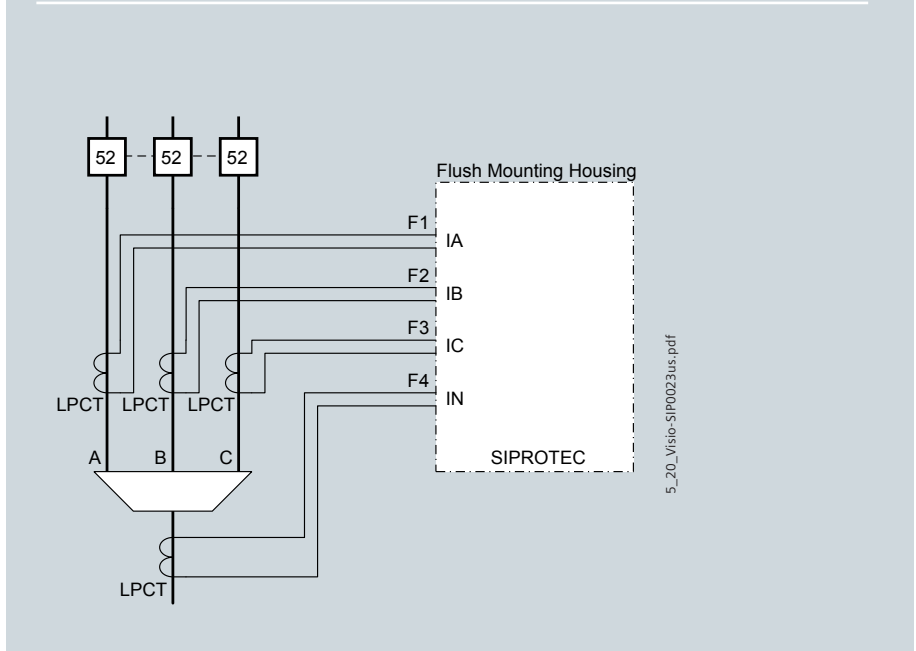 52 52 52
Flush Mounting Housing
F1
IA
F2
IB
F3
IC
F4
IN
LPCT LPCT LPCT
A B C
SIPROTEC
LPCT
5_20_Visio-SIP0023us.pdf